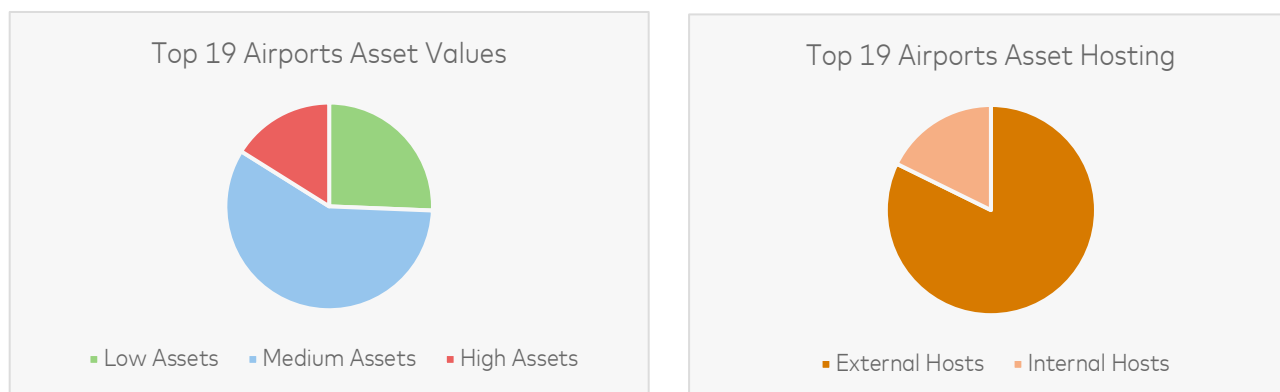 Top 19 Airports Asset Values
Low Assets Medium Assets High Assets
Top 19 Airports Asset Hosting
External Hosts Internal Hosts